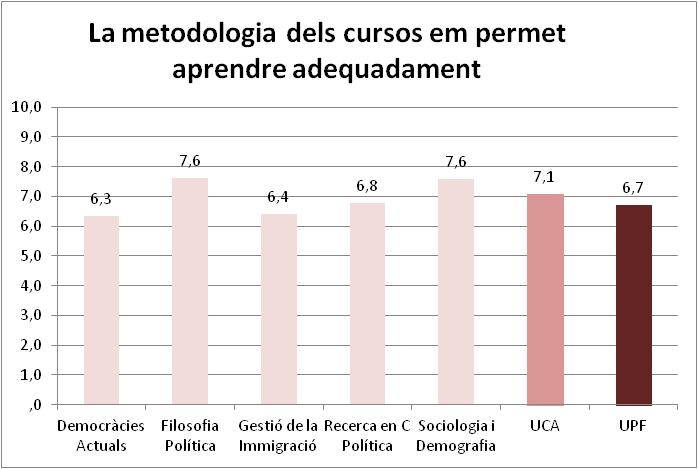 La metodologia dels cursos em permet
aprendre adequadament
10,0
9,0
8,0
7,0
6,0
5,0
4,0
3,0
2,0
1,0
,0
6,3
7,6
6,4
6,8
7,6
7,1
6,7
Democràcies
Actuals
Filosofia
Política
Gestió de la
Immigració
Recerca en C
Política
Sociologia i
Demografia
UCA
UPF